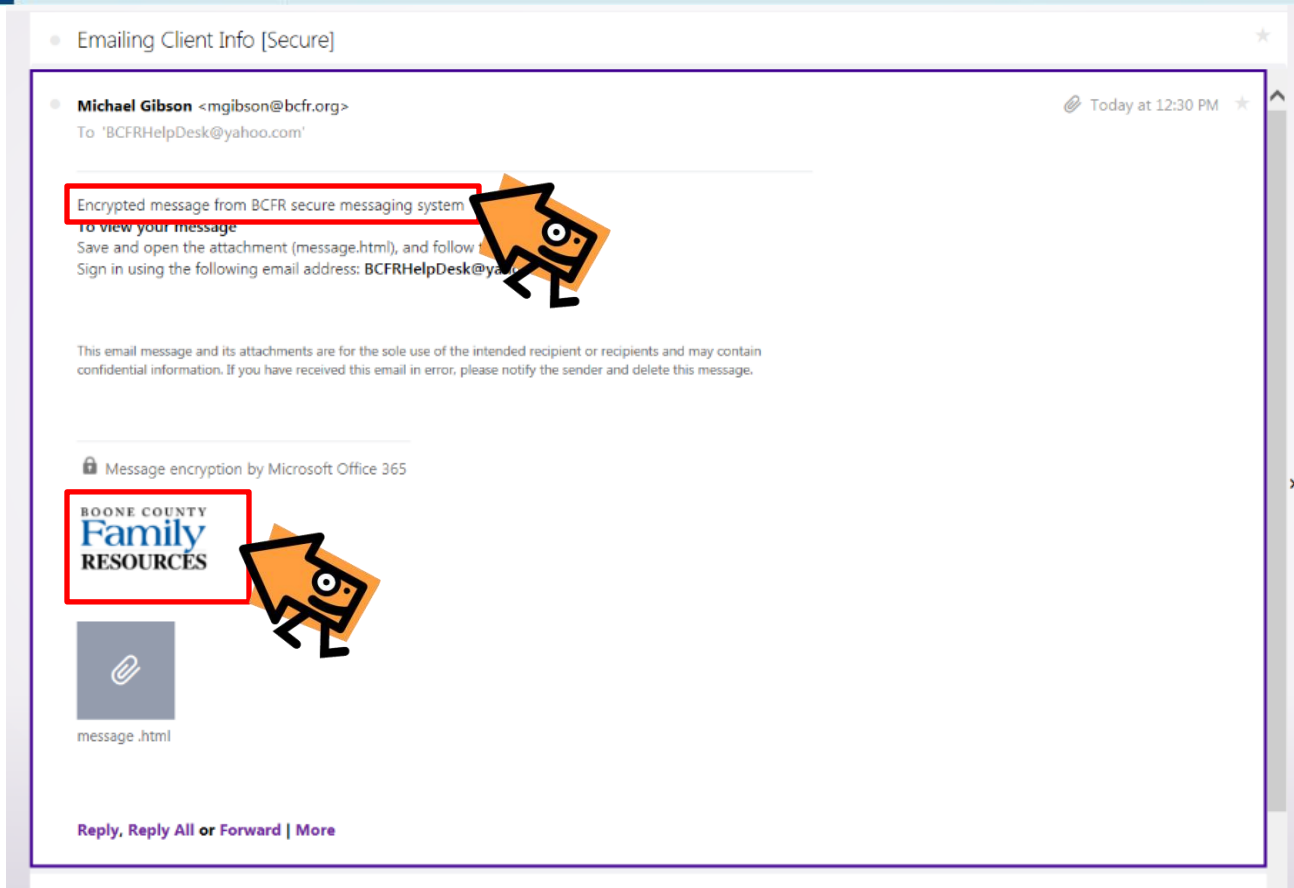 Emailing Client Info [Secure]
Michael Gibson <mgibson@bcfr.org>
Today at 12:30 PM
To 'BCFRHelpDesk@yahoo.com'
Encrypted message from BCFR secure messaging system
To view your message
Save and open the attachment (message.html), and follow
Sign in using the following email address: BCFRHelpDesk@
This email message and its attachments are for the sole use of the intended recipient or recipients and may contain
confidential information. If you have received this email in error, please notify the sender and delete this message.
Message encryption by Microsoft Office 365
BOONE COUNTY
Family
RESOURCES
message .html
Reply, Reply All or Forward | More